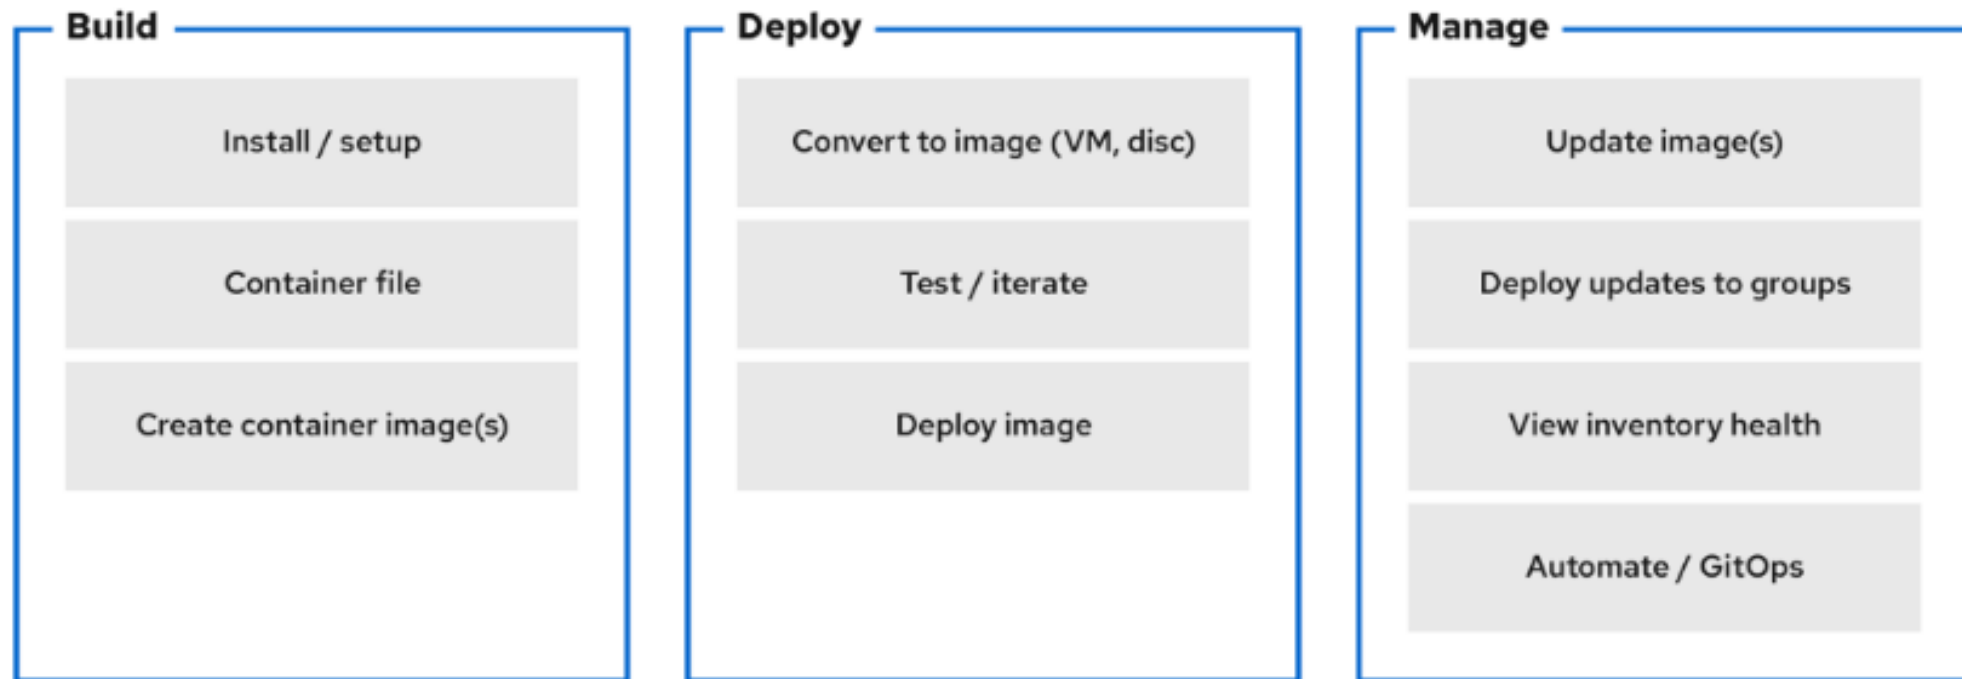 Build
Install / setup
Container file
Create container image(s)
Deploy
Convert to image (VM, disc)
Test / iterate
Deploy image
Manage
Update image(s)
Deploy updates to groups
View inventory health
Automate / GitOps